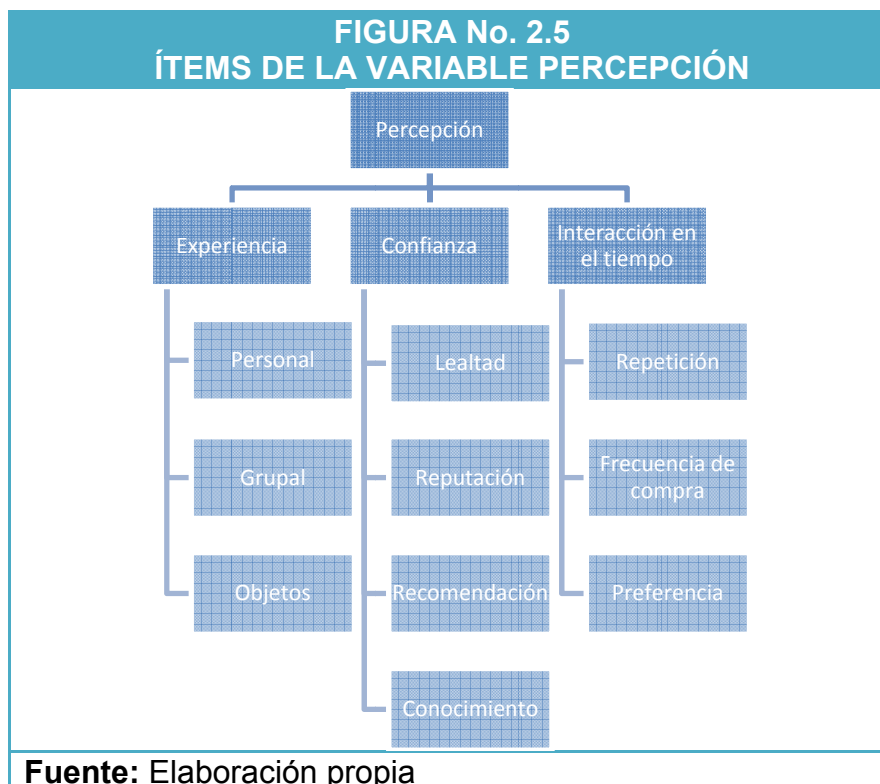 FIGURA No. 2.5
ÍTEMS DE LA VARIABLE PERCEPCIÓN
Percepción
Experiencia
Personal
Grupal
Objetos
Confianza
Lealtad
Reputación
Recomendación
Conocimiento
Interacción en
el tiempo
Repetición
Frecuencia de
compra
Preferencia
Fuente: Elaboración propia